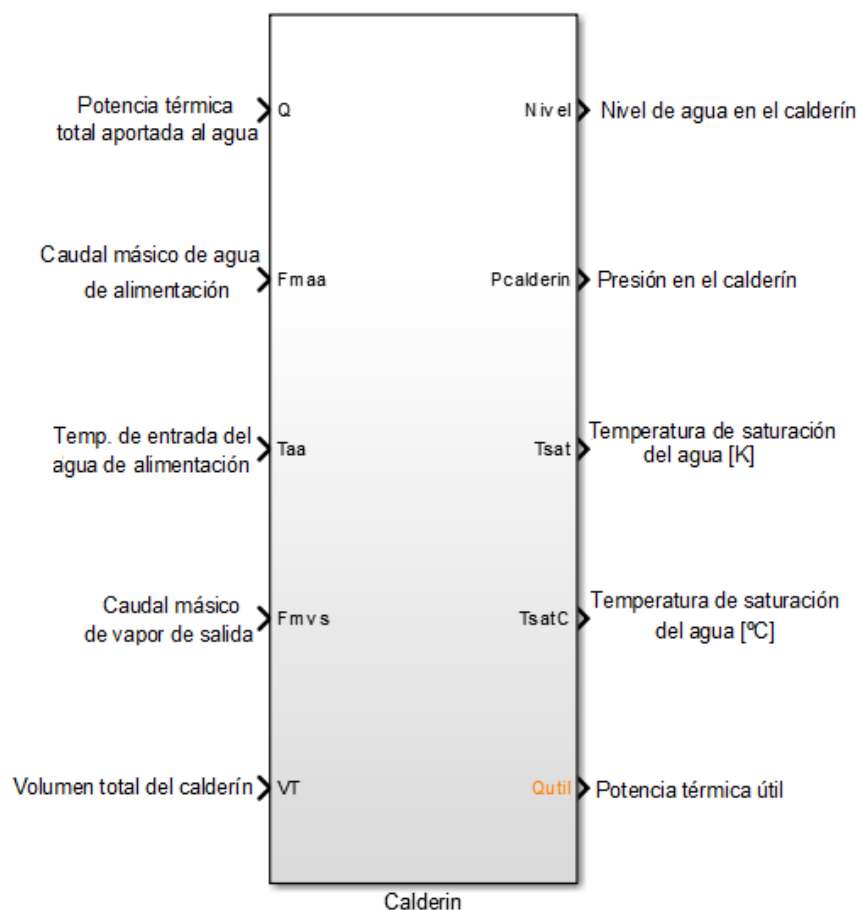 Potencia térmica
total aportada al agua
Q
Nivel
Nivel de agua en el calderín
Caudal másico de agua
de alimentación
Fmaa
Pcalderin
Presión en el calderín
Temp. de entrada del
agua de alimentación
Taa
Tsat
Temperatura de saturación
del agua [K]
Caudal másico
de vapor de salida
Fmvs
TsatC
Temperatura de saturación
del agua [ºC]
Volumen total del calderín
VT
Qutil
Potencia térmica útil
Calderin